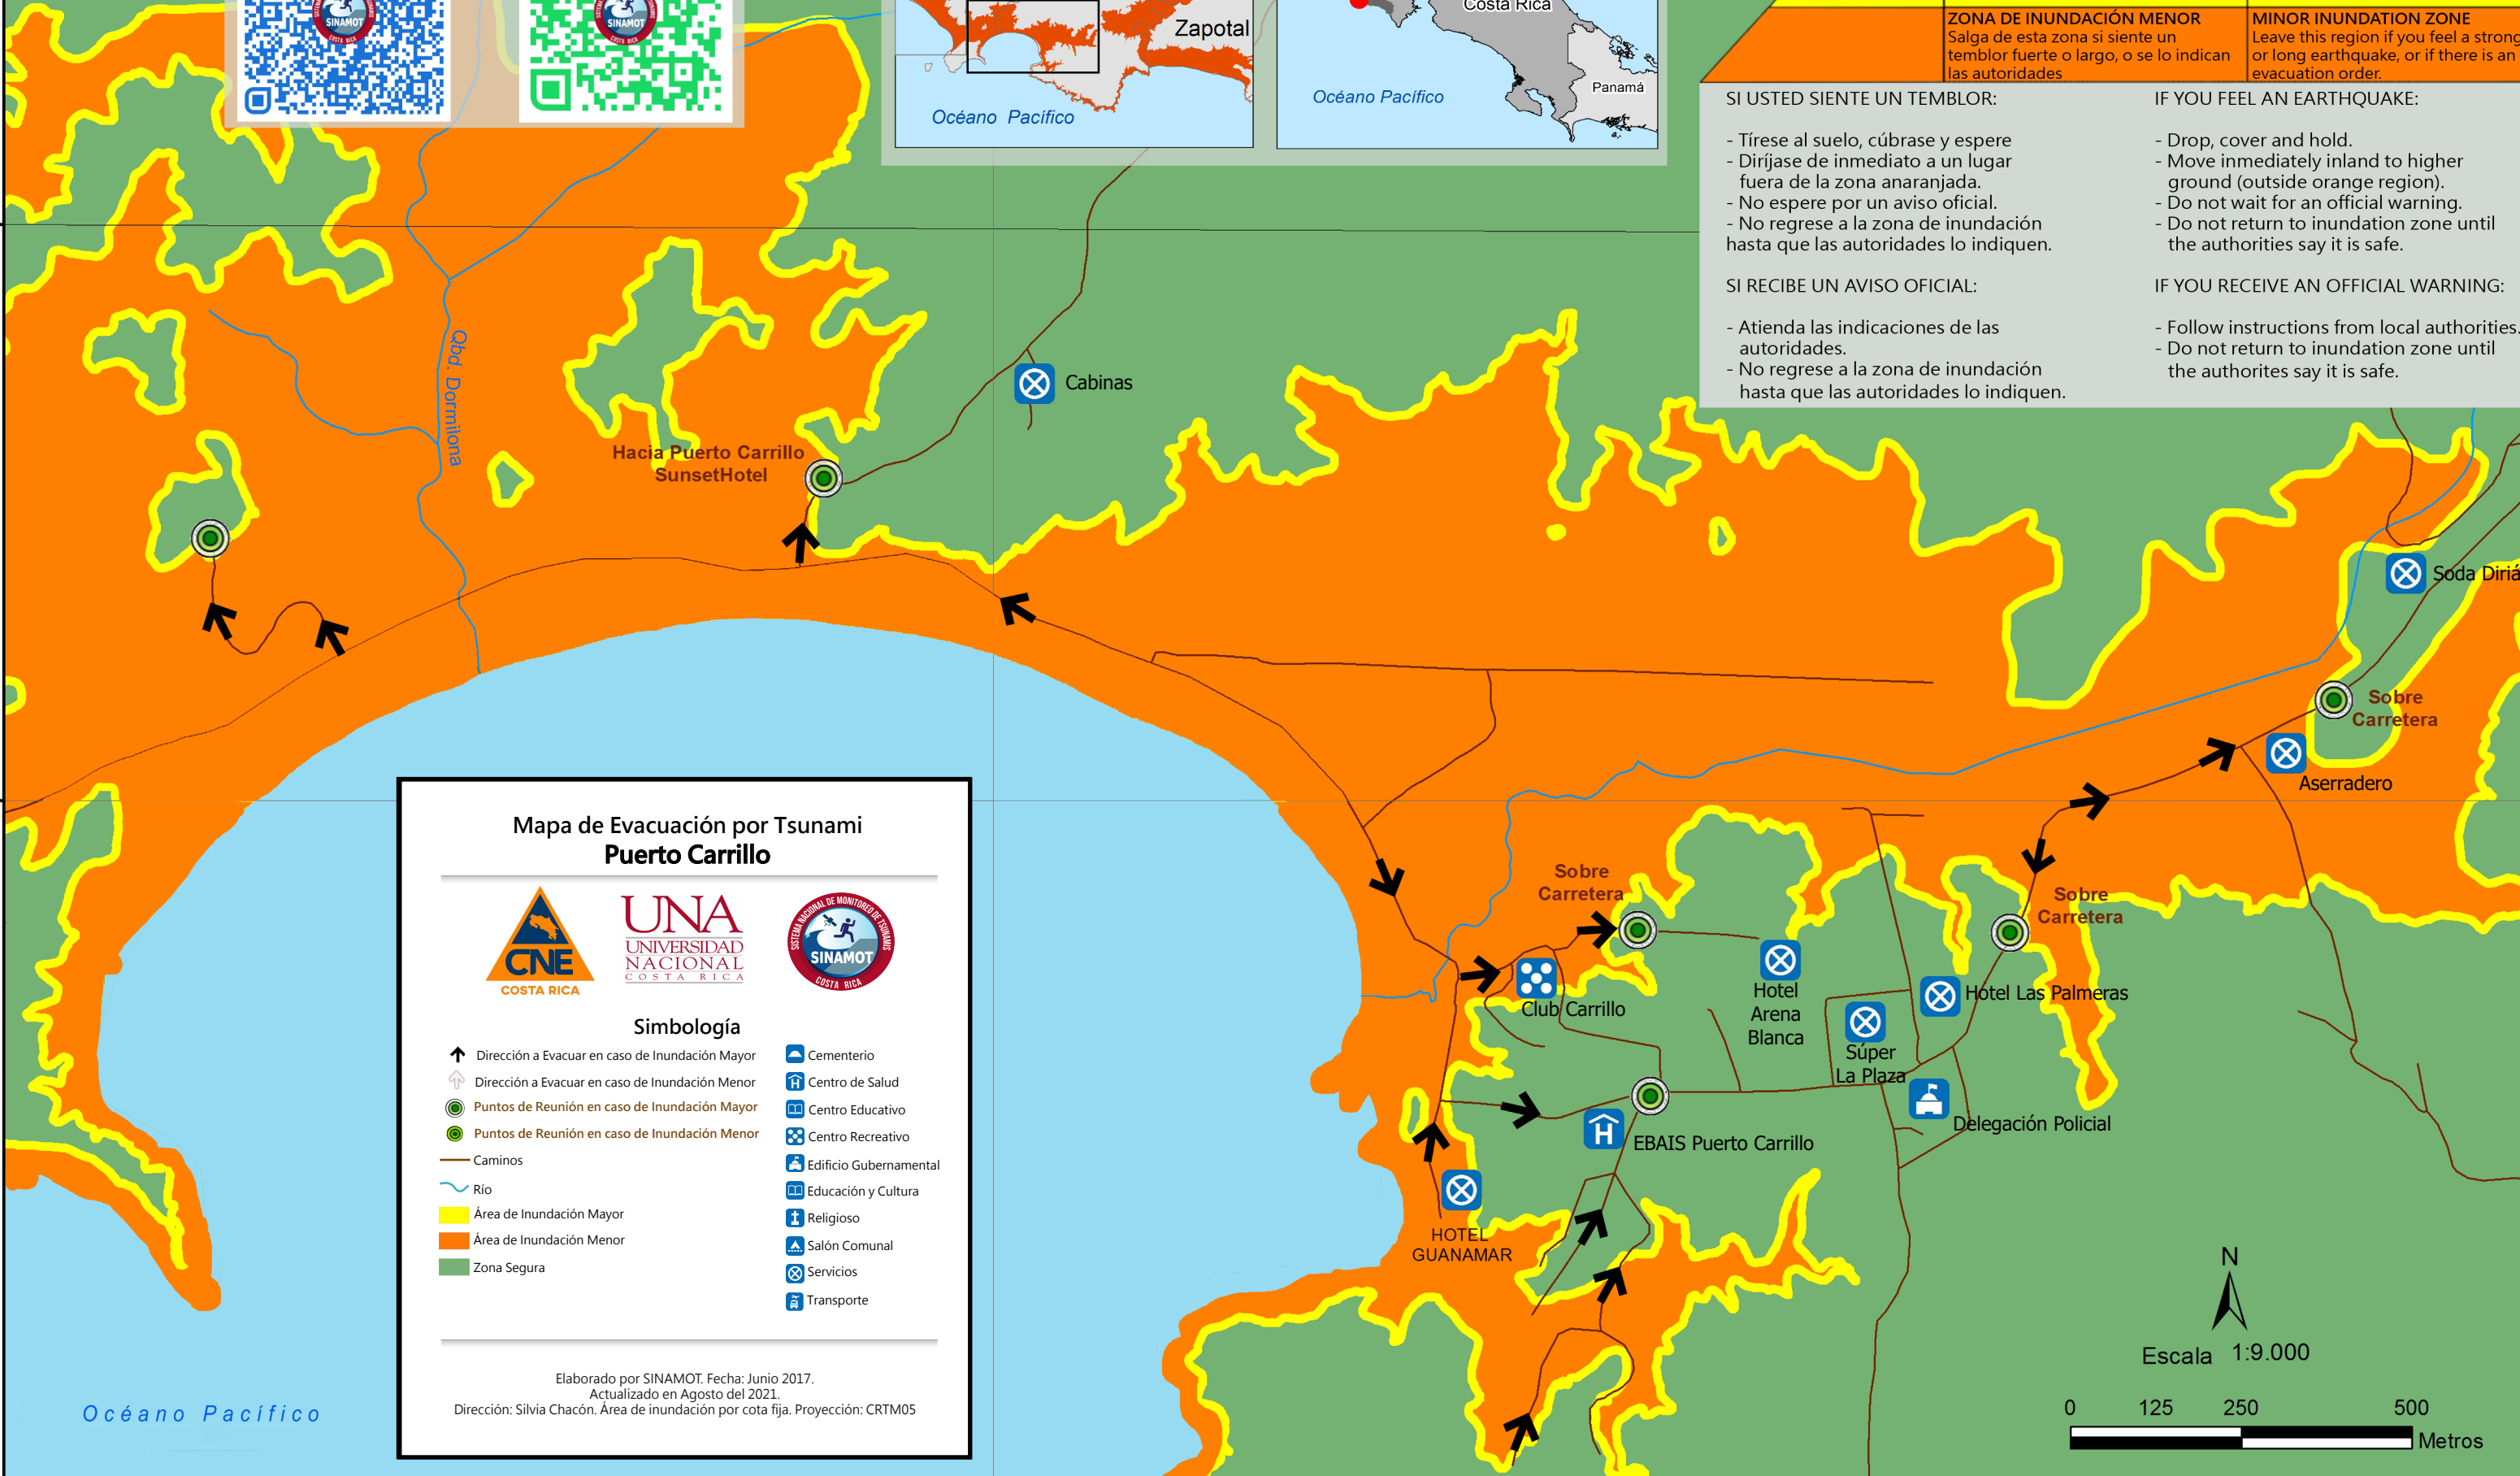 SINAMOT
COSTA RICA
SINAMOT
COSTA RICA
Zapotal
Océano Pacífico
Costa Rica
Panamá
Océano Pacífico
ZONA DE INUNDACIÓN MENOR
Salga de esta zona si siente un
temblor fuerte o largo, o se lo indican
las autoridades
MINOR INUNDATION ZONE
Leave this region if you feel a strong
or long earthquake, or if there is an
evacuation order.
SI USTED SIENTE UN TEMBLOR:
- Tírese al suelo, cúbrase y espere
- Diríjase de inmediato a un lugar
fuera de la zona anaranjada.
- No espere por un aviso oficial.
- No regrese a la zona de inundación
hasta que las autoridades lo indiquen.
SI RECIBE UN AVISO OFICIAL:
- Atienda las indicaciones de las
autoridades.
- No regrese a la zona de inundación
hasta que las autoridades lo indiquen.
IF YOU FEEL AN EARTHQUAKE:
- Drop, cover and hold.
- Move inmediately inland to higher
ground (outside orange region).
- Do not wait for an official warning.
- Do not return to inundation zone until
the authorities say it is safe.
IF YOU RECEIVE AN OFFICIAL WARNING:
- Follow instructions from local authorities.
- Do not return to inundation zone until
the authorites say it is safe.
Qbd. Dormilona
Cabinas
Hacia Puerto Carrillo
SunsetHotel
Soda Diriá
Sobre
Carretera
Aserradero
Sobre
Carretera
Sobre
Carretera
Club Carrillo
Hotel
Arena
Blanca
Hotel Las Palmeras
Súper
La Plaza
Delegación Policial
EBAIS Puerto Carrillo
HOTEL
GUANAMAR
Mapa de Evacuación por Tsunami
Puerto Carrillo
CNE
COSTA RICA
UNA
UNIVERSIDAD
NACIONAL
COSTA RICA
SISTEMA NACIONAL DE MONITOREO DE TSUNAMIS
SINAMOT
COSTA RICA
Simbología
Dirección a Evacuar en caso de Inundación Mayor
Dirección a Evacuar en caso de Inundación Menor
Puntos de Reunión en caso de Inundación Mayor
Puntos de Reunión en caso de Inundación Menor
Caminos
Río
Área de Inundación Mayor
Área de Inundación Menor
Zona Segura
Cementerio
Centro de Salud
Centro Educativo
Centro Recreativo
Edificio Gubernamental
Educación y Cultura
Religioso
Salón Comunal
Servicios
Transporte
Elaborado por SINAMOT. Fecha: Junio 2017.
Actualizado en Agosto del 2021.
Dirección: Silvia Chacón. Área de inundación por cota fija. Proyección: CRTM05
Océano Pacífico
N
Escala 1:9.000
0 125 250 500
Metros